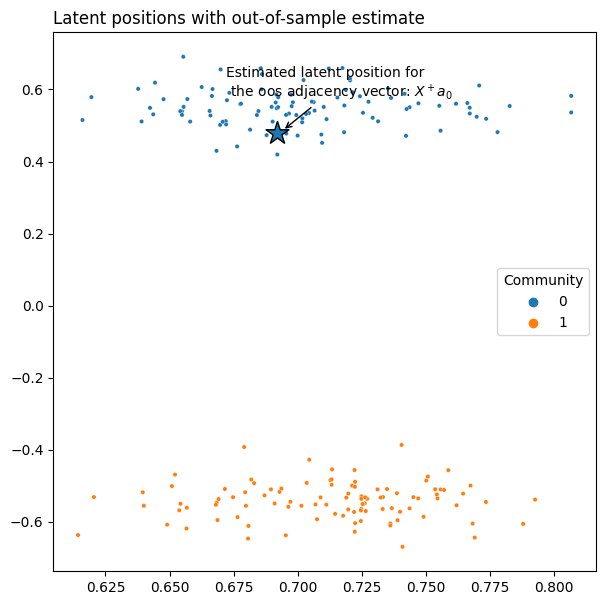 Latent positions with out-of-sample estimate
Estimated latent position for
the oos adjacency vector: $X^+a_0$
0.6
0.4
0.2
0.0
−0.2
−0.4
−0.6
Community
0
1
0.625 0.650 0.675 0.700 0.725 0.750 0.775 0.800